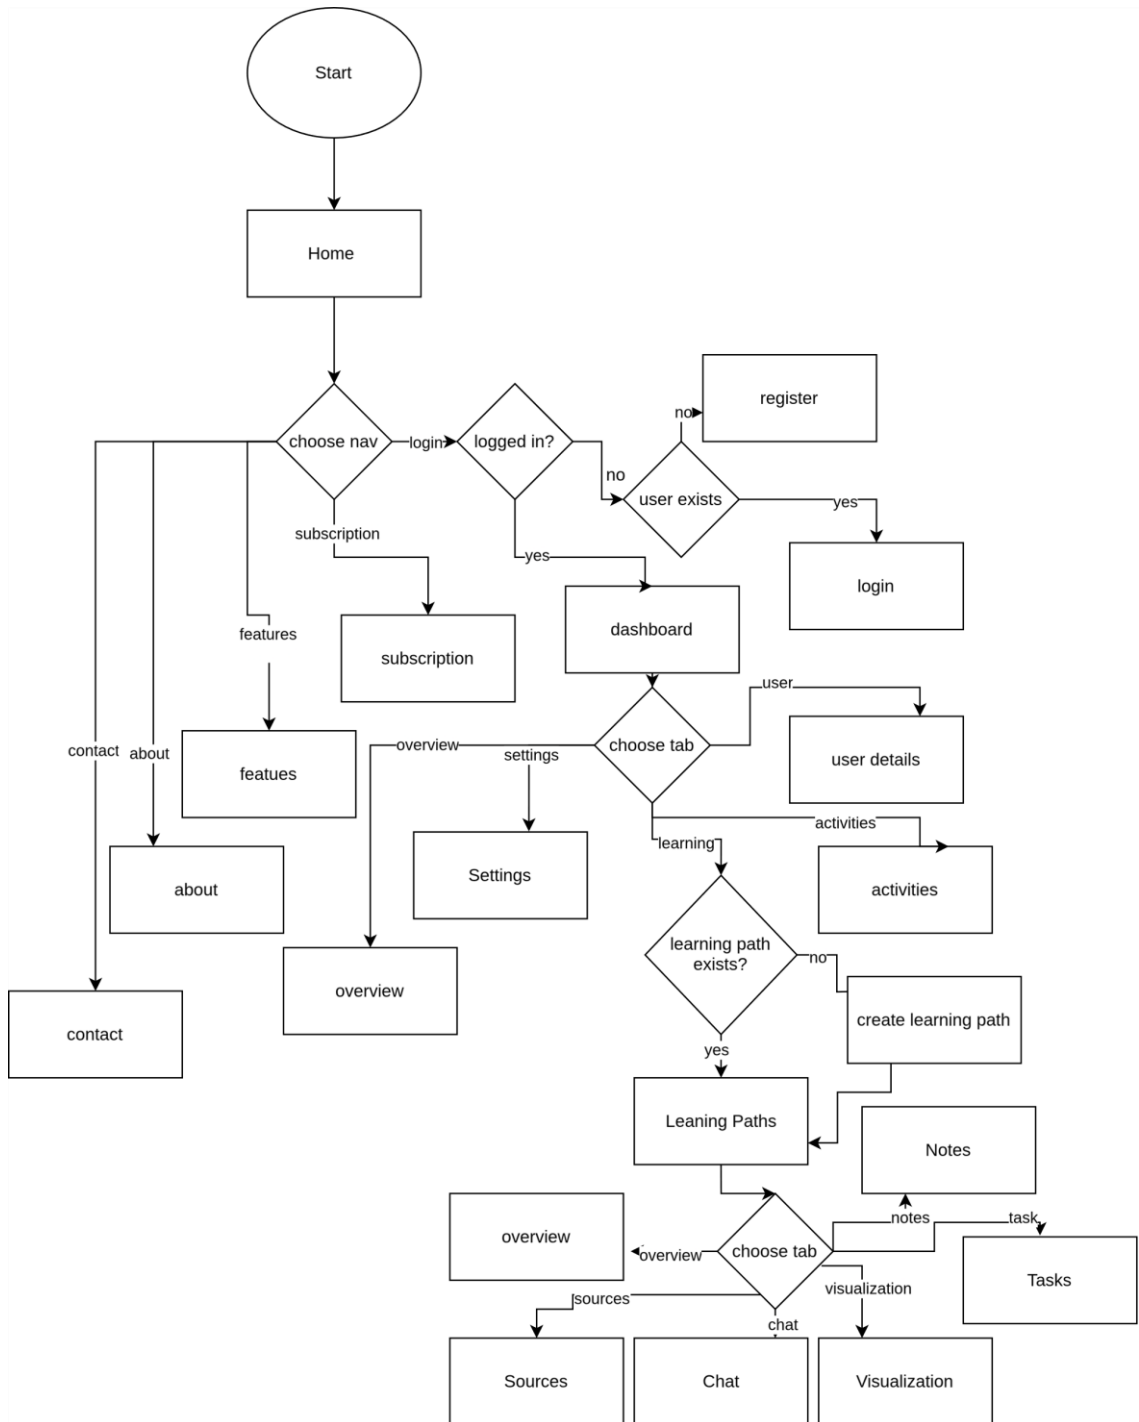 Start
Home
register
no
choose nav
login
logged in?
no
user exists
yes
subscription
yes
login
dashboard
features
subscription
user
contact
about
overview
settings
choose tab
user details
featues
activities
learning
about
Settings
activities
learning path
exists?
no
overview
create learning path
contact
yes
Leaning Paths
Notes
notes
task
overview
overview
choose tab
Tasks
visualization
sources
chat
Sources
Chat
Visualization